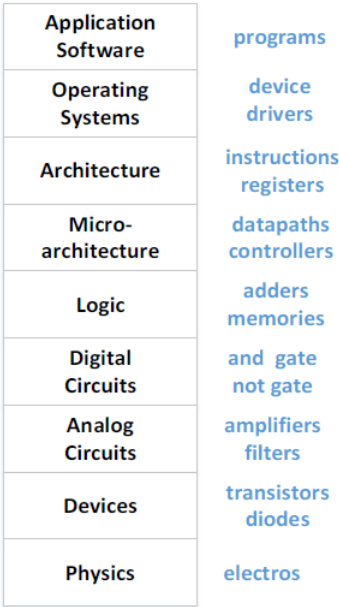 Application
Software
programs
Operating
Systems
device
drivers
Architecture
instructions
registers
Micro-
architecture
datapaths
controllers
Logic
adders
memories
Digital
Circuits
and gate
not gate
Analog
Circuits
amplifiers
filters
Devices
transistors
diodes
Physics
electros